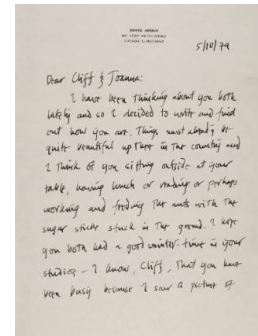 5/10/79
Dear Cliff & Joanna:
I have been thinking about you both
lately and so I decided to write and find
out how you are. Things must already be
quite beautiful up there in the country and
I think of you sitting outside at your
table, having lunch or reading or perhaps
working and feeding the ants with the
sugar sticks stuck in the ground. I hope
you both had a good winter-time in your
studios – I know, Cliff, that you have
been busy because I saw a picture of